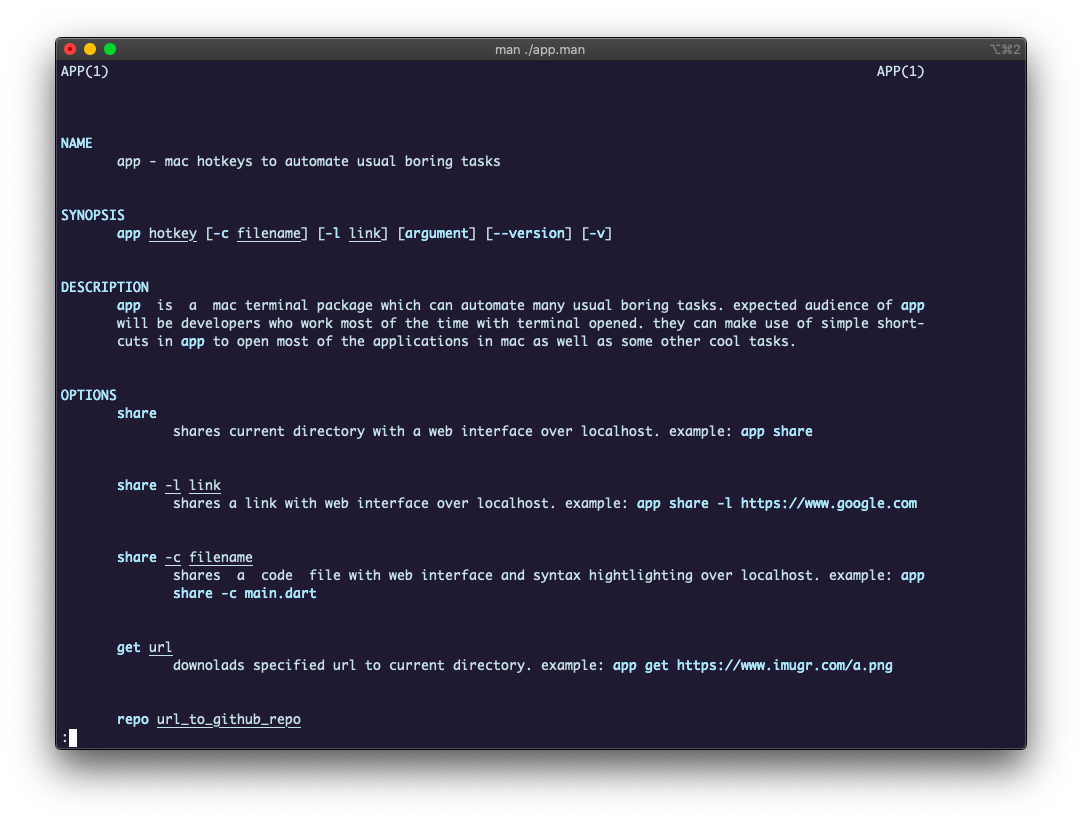 man ./app.man
⌥⌘2
APP(1) APP(1)
NAME
app - mac hotkeys to automate usual boring tasks
SYNOPSIS
app hotkey [-c filename] [-l link] [argument] [--version] [-v]
DESCRIPTION
app is a mac terminal package which can automate many usual boring tasks. expected audience of app
will be developers who work most of the time with terminal opened. they can make use of simple short-
cuts in app to open most of the applications in mac as well as some other cool tasks.
OPTIONS
share
shares current directory with a web interface over localhost. example: app share
share -l link
shares a link with web interface over localhost. example: app share -l https://www.google.com
share -c filename
shares a code file with web interface and syntax hightlighting over localhost. example: app
share -c main.dart
get url
downolads specified url to current directory. example: app get https://www.imugr.com/a.png
repo url_to_github_repo
: